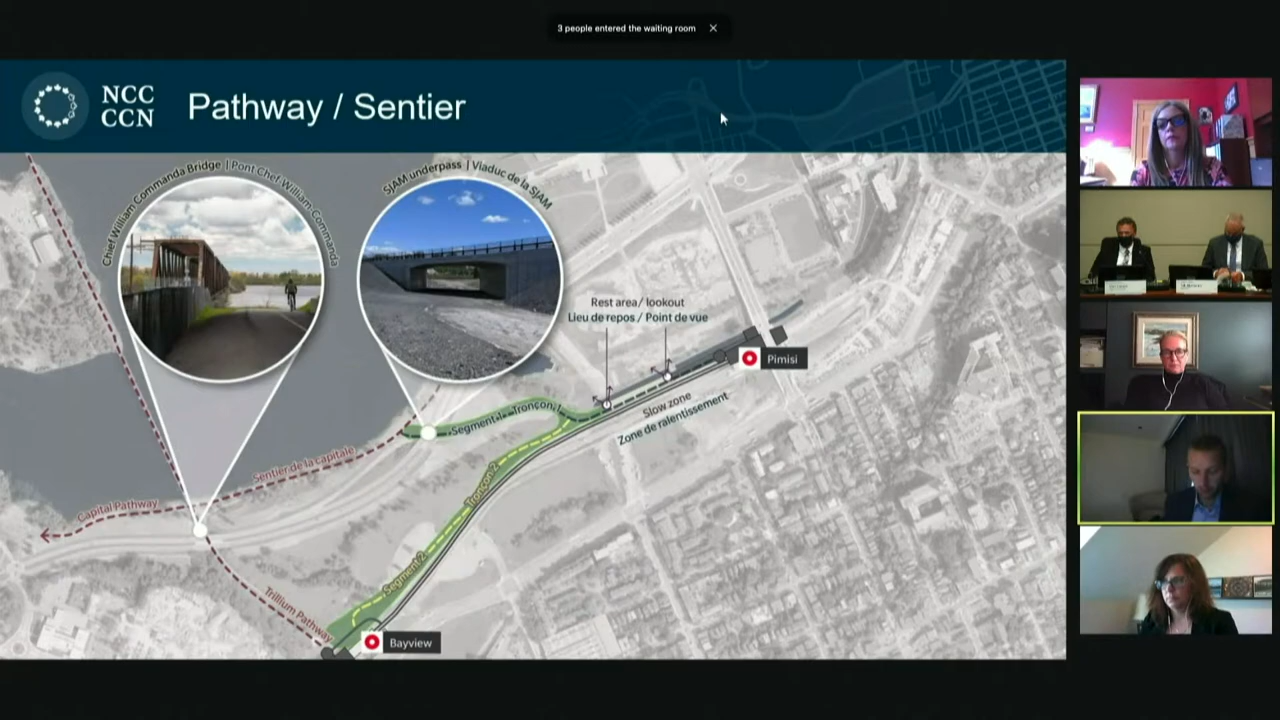 3 people entered the waiting room
NCC
CCN
Pathway / Sentier
Chief William Commanda Bridge | Pont Chef-William-Commanda
SJAM underpass | Viaduc de la SJAM
Rest area/ lookout
Lieu de repos / Point de vue
Pimisi
Slow zone
Zone de ralentissement
Segment 1 - Tronçon 1
Sentier de la capitale
Capital Pathway
Tronçon 2
Segment 2
Trillium Pathway
Bayview